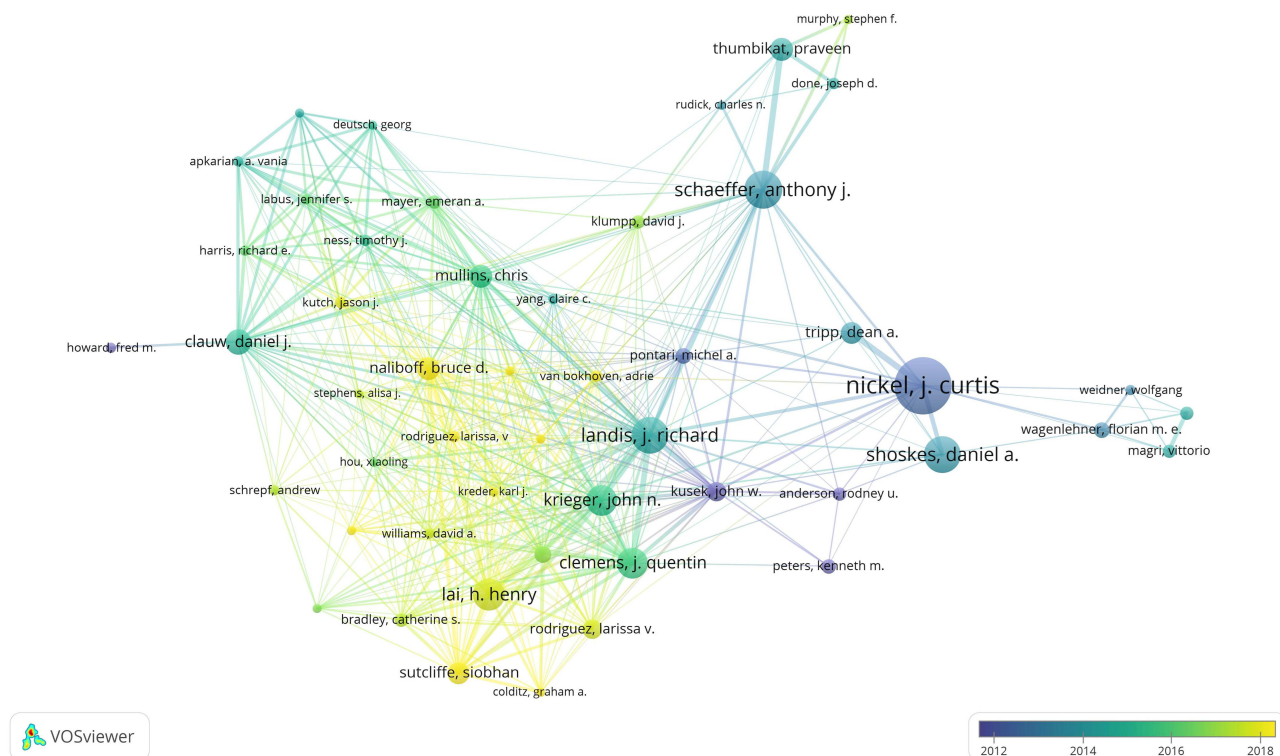 murphy, stephen f.
thumbikat, praveen
done, joseph d.
rudick, charles n.
deutsch, georg
apkarian, a. vania
schaeffer, anthony j.
labus, jennifer s.
mayer, emeran a.
klumpp, david j.
ness, timothy j.
harris, richard e.
mullins, chris
yang, claire c.
kutch, jason j.
tripp, dean a.
clauw, daniel j.
howard, fred m.
pontari, michel a.
naliboff, bruce d.
van bokhoven, adrie
nickel, j. curtis
weidner, wolfgang
stephens, alisa j.
wagenlehner, florian m. e.
landis, j. richard
rodriguez, larissa, v
magri, vittorio
shoskes, daniel a.
hou, xiaoling
schrepf, andrew
kreder, karl j.
kusek, john w.
anderson, rodney u.
krieger, john n.
williams, david a.
clemens, j. quentin
peters, kenneth m.
lai, h. henry
bradley, catherine s.
rodriguez, larissa v.
sutcliffe, siobhan
colditz, graham a.
VOSviewer
2012 2014 2016 2018